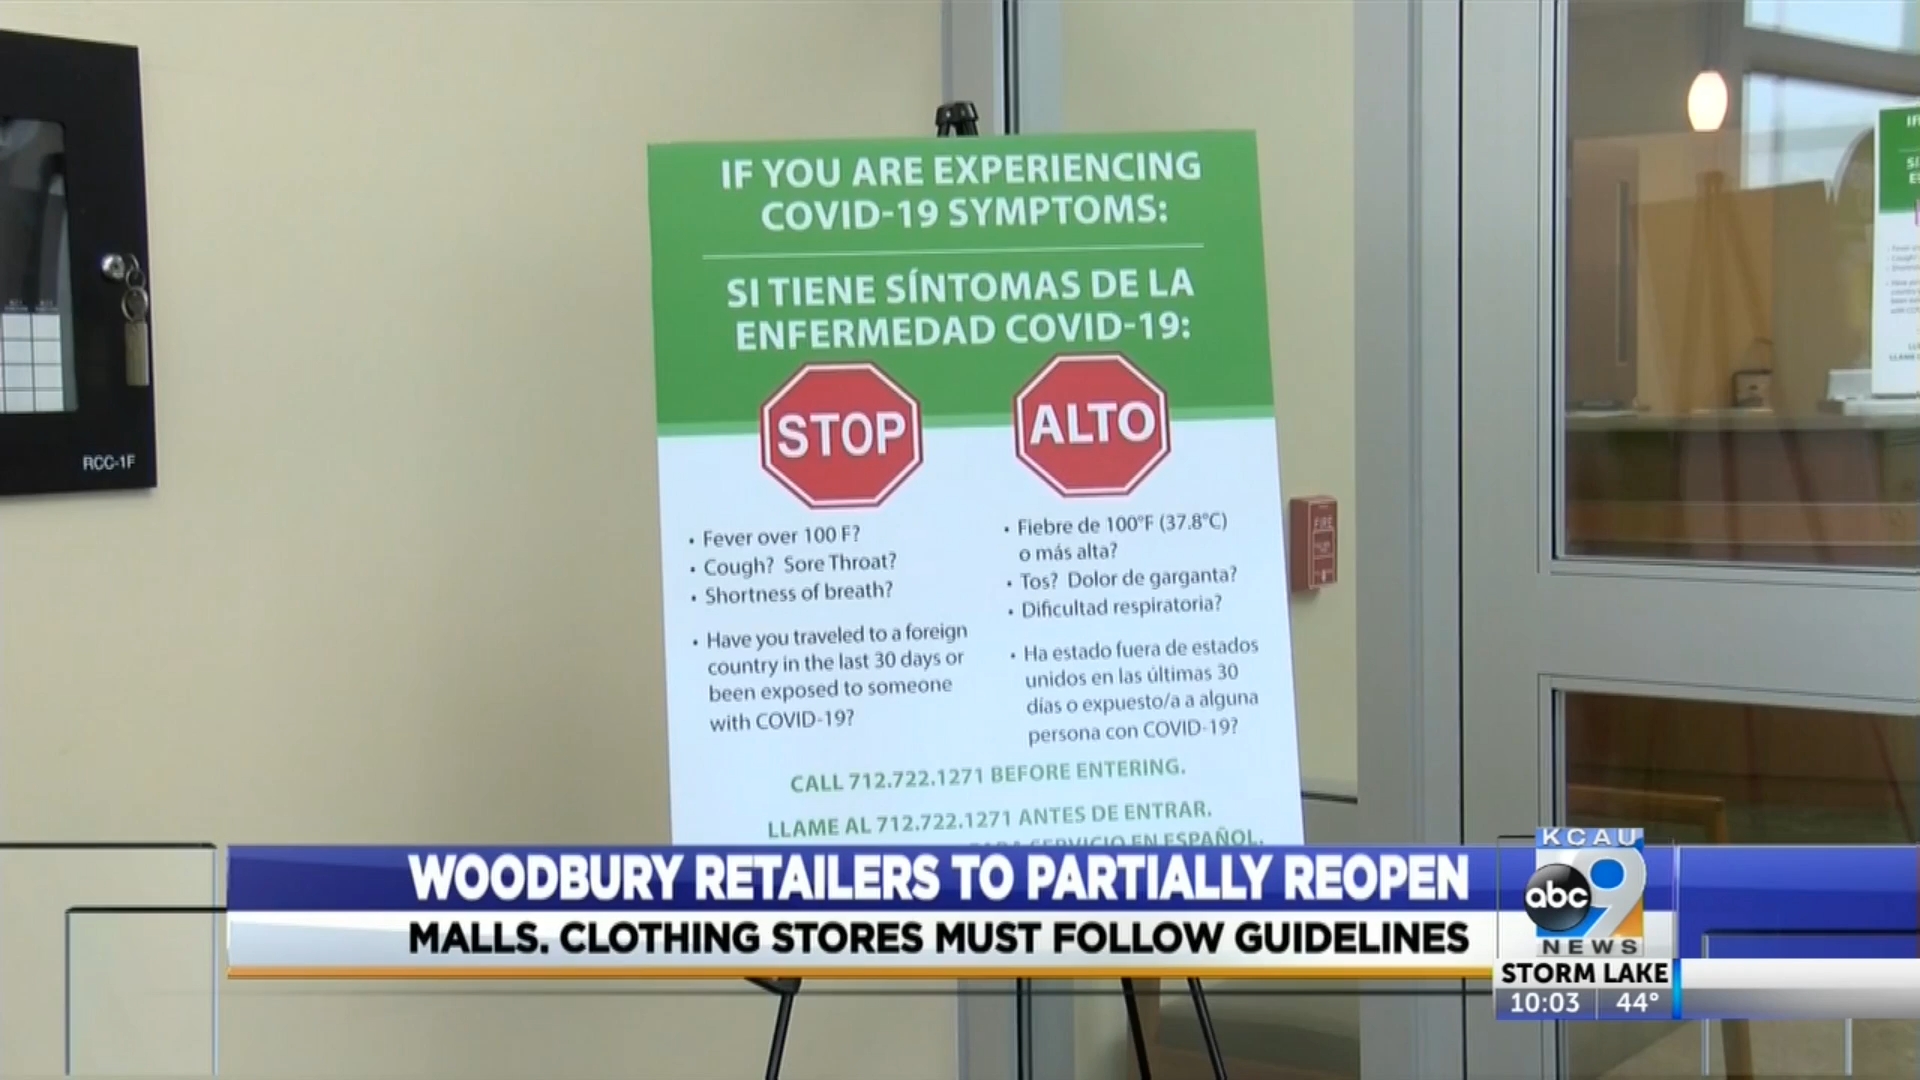 IF YOU ARE EXPERIENCING
COVID-19 SYMPTOMS:
SI TIENE SÍNTOMAS DE LA
ENFERMEDAD COVID-19:
STOP
ALTO
• Fever over 100 F?
• Cough? Sore Throat?
• Shortness of breath?
• Have you traveled to a foreign
country in the last 30 days or
been exposed to someone
with COVID-19?
• Fiebre de 100°F (37.8°C)
o más alta?
• Tos? Dolor de garganta?
• Dificultad respiratoria?
• Ha estado fuera de estados
unidos en las últimas 30
días o expuesto/a a alguna
persona con COVID-19?
CALL 712.722.1271 BEFORE ENTERING.
LLAME AL 712.722.1271 ANTES DE ENTRAR.
PARA SERVICIO EN ESPAÑOL.
RCC-1F
FIRE
WOODBURY RETAILERS TO PARTIALLY REOPEN
MALLS. CLOTHING STORES MUST FOLLOW GUIDELINES
KCAU
abc 9
NEWS
STORM LAKE
10:03 44°